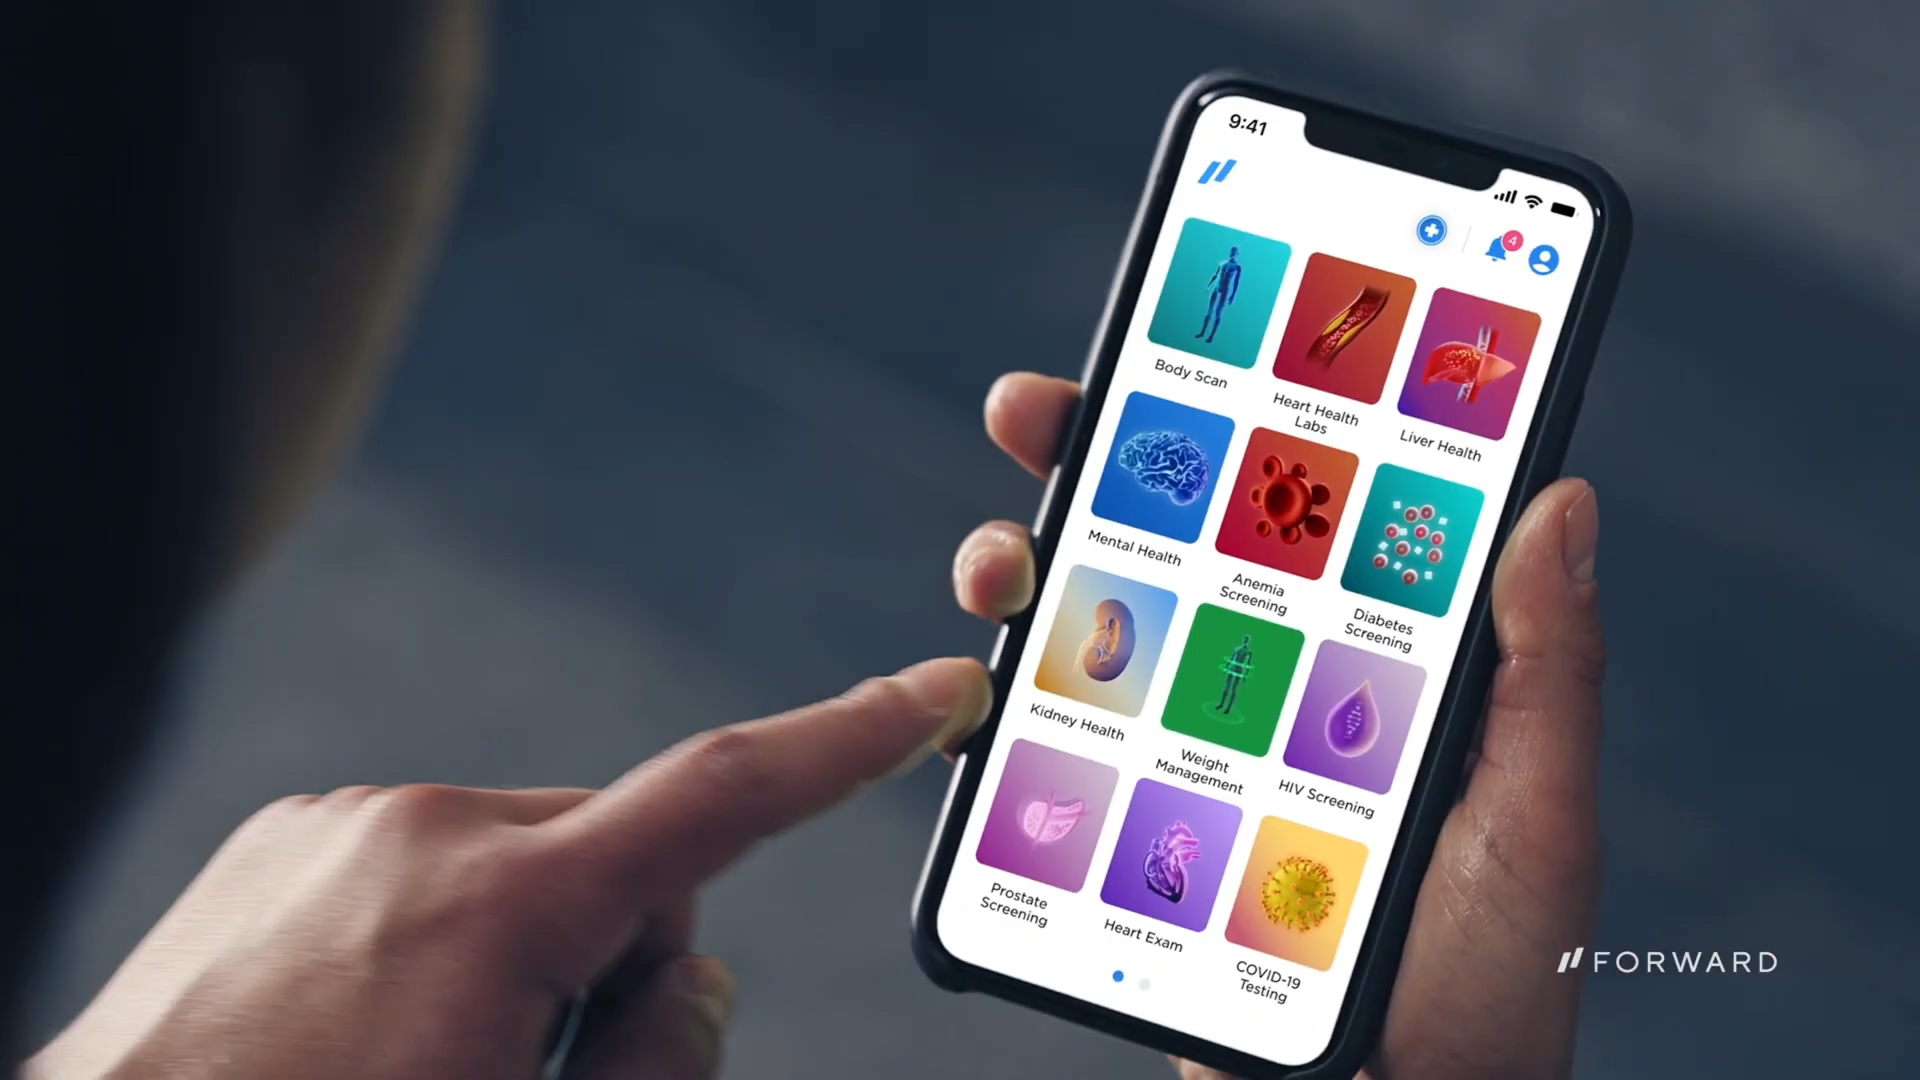 9:41
4
Body Scan
Heart Health
Labs
Liver Health
Mental Health
Anemia
Screening
Diabetes
Screening
Kidney Health
Weight
Management
HIV Screening
Prostate
Screening
Heart Exam
COVID-19
Testing
FORWARD